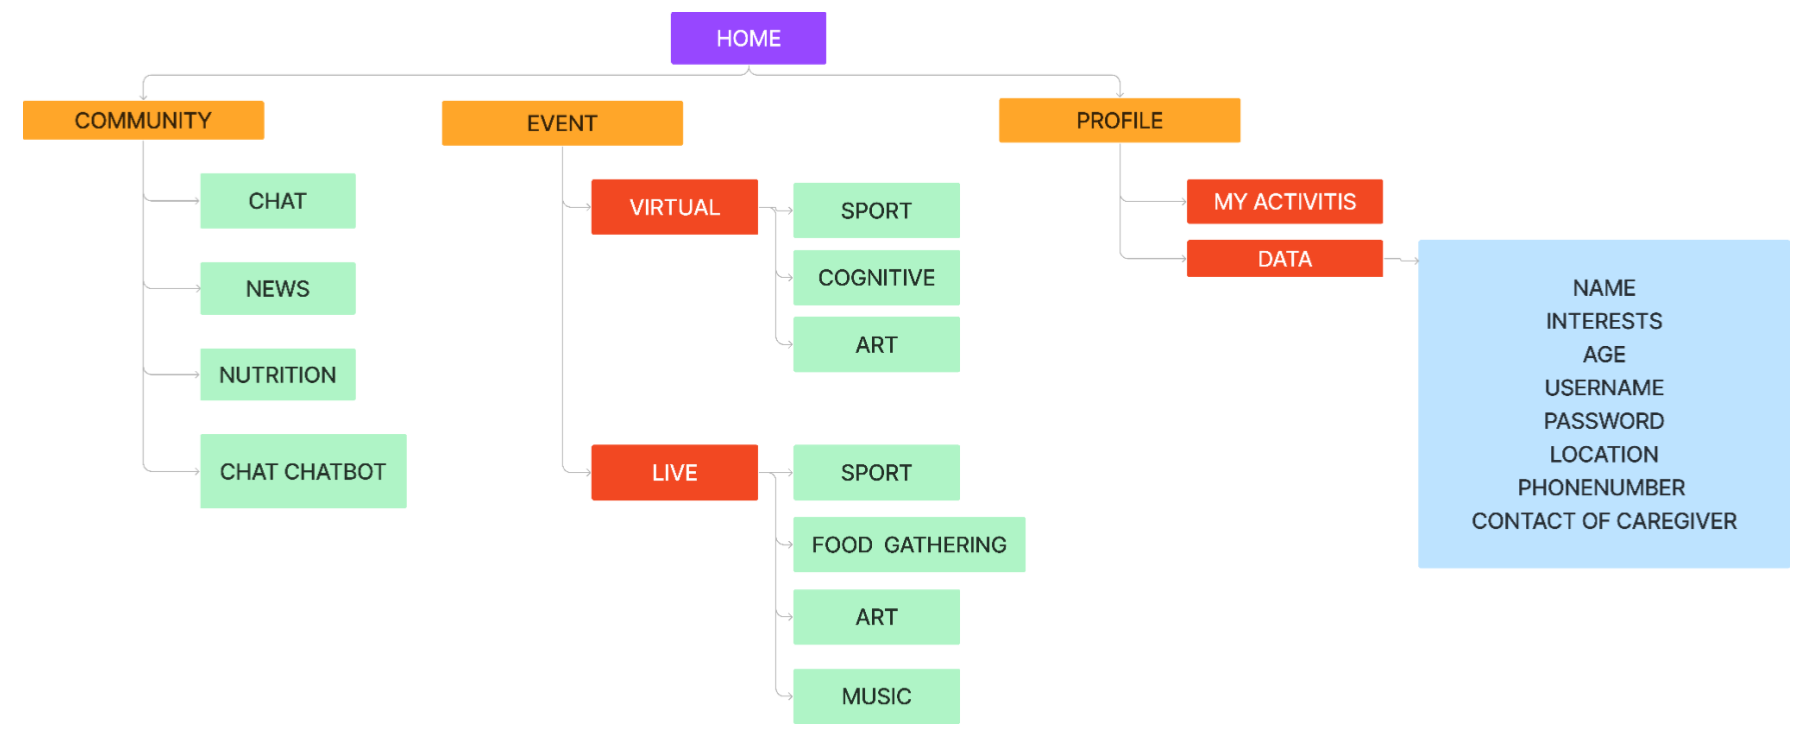 HOME
COMMUNITY
EVENT
PROFILE
CHAT
NEWS
NUTRITION
CHAT CHATBOT
VIRTUAL
SPORT
COGNITIVE
ART
LIVE
SPORT
FOOD GATHERING
ART
MUSIC
MY ACTIVITIS
DATA
NAME
INTERESTS
AGE
USERNAME
PASSWORD
LOCATION
PHONENUMBER
CONTACT OF CAREGIVER